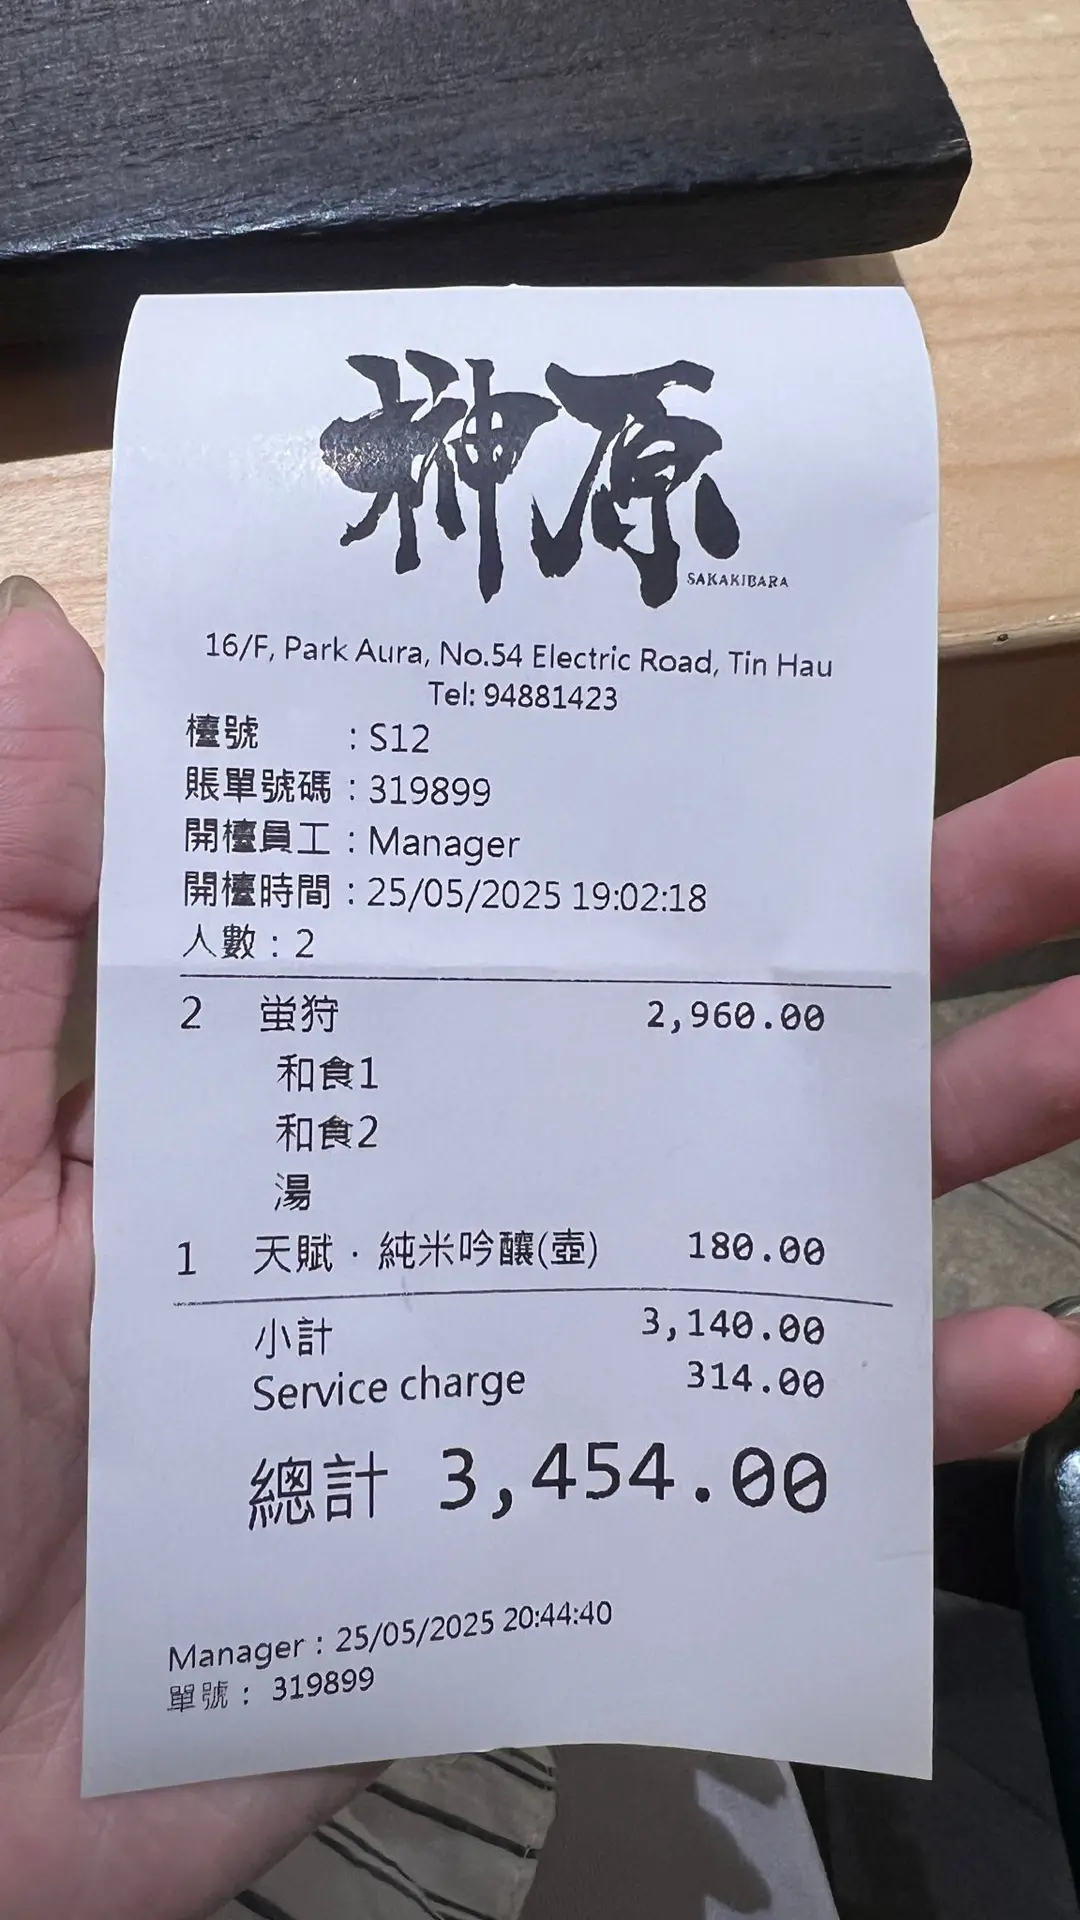 榊原
SAKAKIBARA
16/F, Park Aura, No.54 Electric Road, Tin Hau
Tel: 94881423
檯號 : S12
賬單號碼 : 319899
開檯員工 : Manager
開檯時間 : 25/05/2025 19:02:18
人數 : 2
2 蛍狩 2,960.00
和食1
和食2
湯
1 天賦 · 純米吟釀(壺) 180.00
小計 3,140.00
Service charge 314.00
總計 3,454.00
Manager : 25/05/2025 20:44:40
單號 : 319899